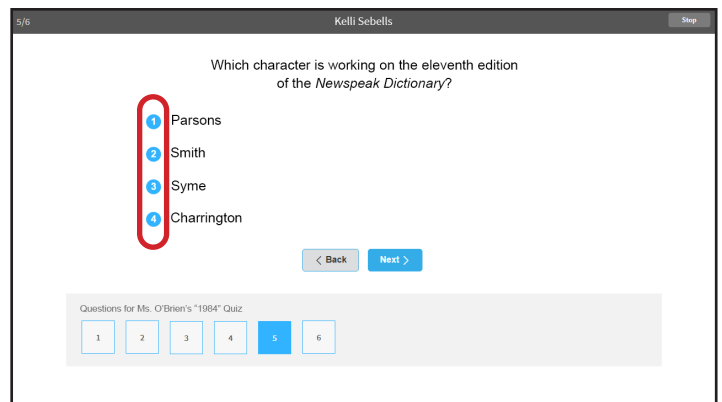 5/6
Kelli Sebells
Stop
Which character is working on the eleventh edition
of the Newspeak Dictionary?
1 Parsons
2 Smith
3 Syme
4 Charrington
< Back
Next >
Questions for Ms. O'Brien's "1984" Quiz
1 2 3 4 5 6